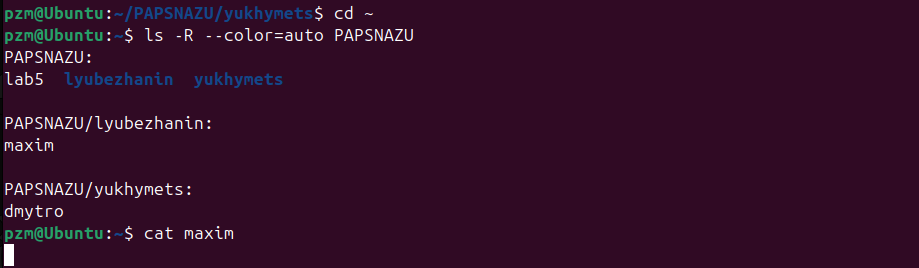 pzm@Ubuntu:~/PAPSNAZU/yukhymets$ cd ~
pzm@Ubuntu:~$ ls -R --color=auto PAPSNAZU
PAPSNAZU:
lab5  lyubezhanin  yukhymets

PAPSNAZU/lyubezhanin:
maxim

PAPSNAZU/yukhymets:
dmytro
pzm@Ubuntu:~$ cat maxim